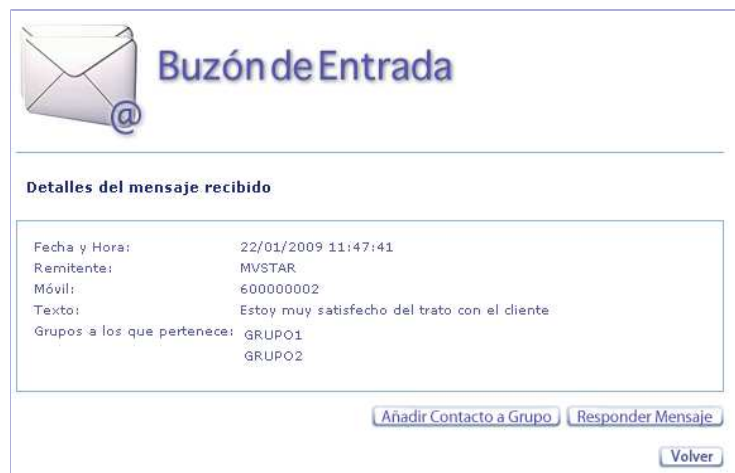 @
Buzón de Entrada
Detalles del mensaje recibido
Fecha y Hora: 22/01/2009 11:47:41
Remitente: MVSTAR
Móvil: 600000002
Texto: Estoy muy satisfecho del trato con el cliente
Grupos a los que pertenece: GRUPO1
GRUPO2
Añadir Contacto a Grupo Responder Mensaje
Volver